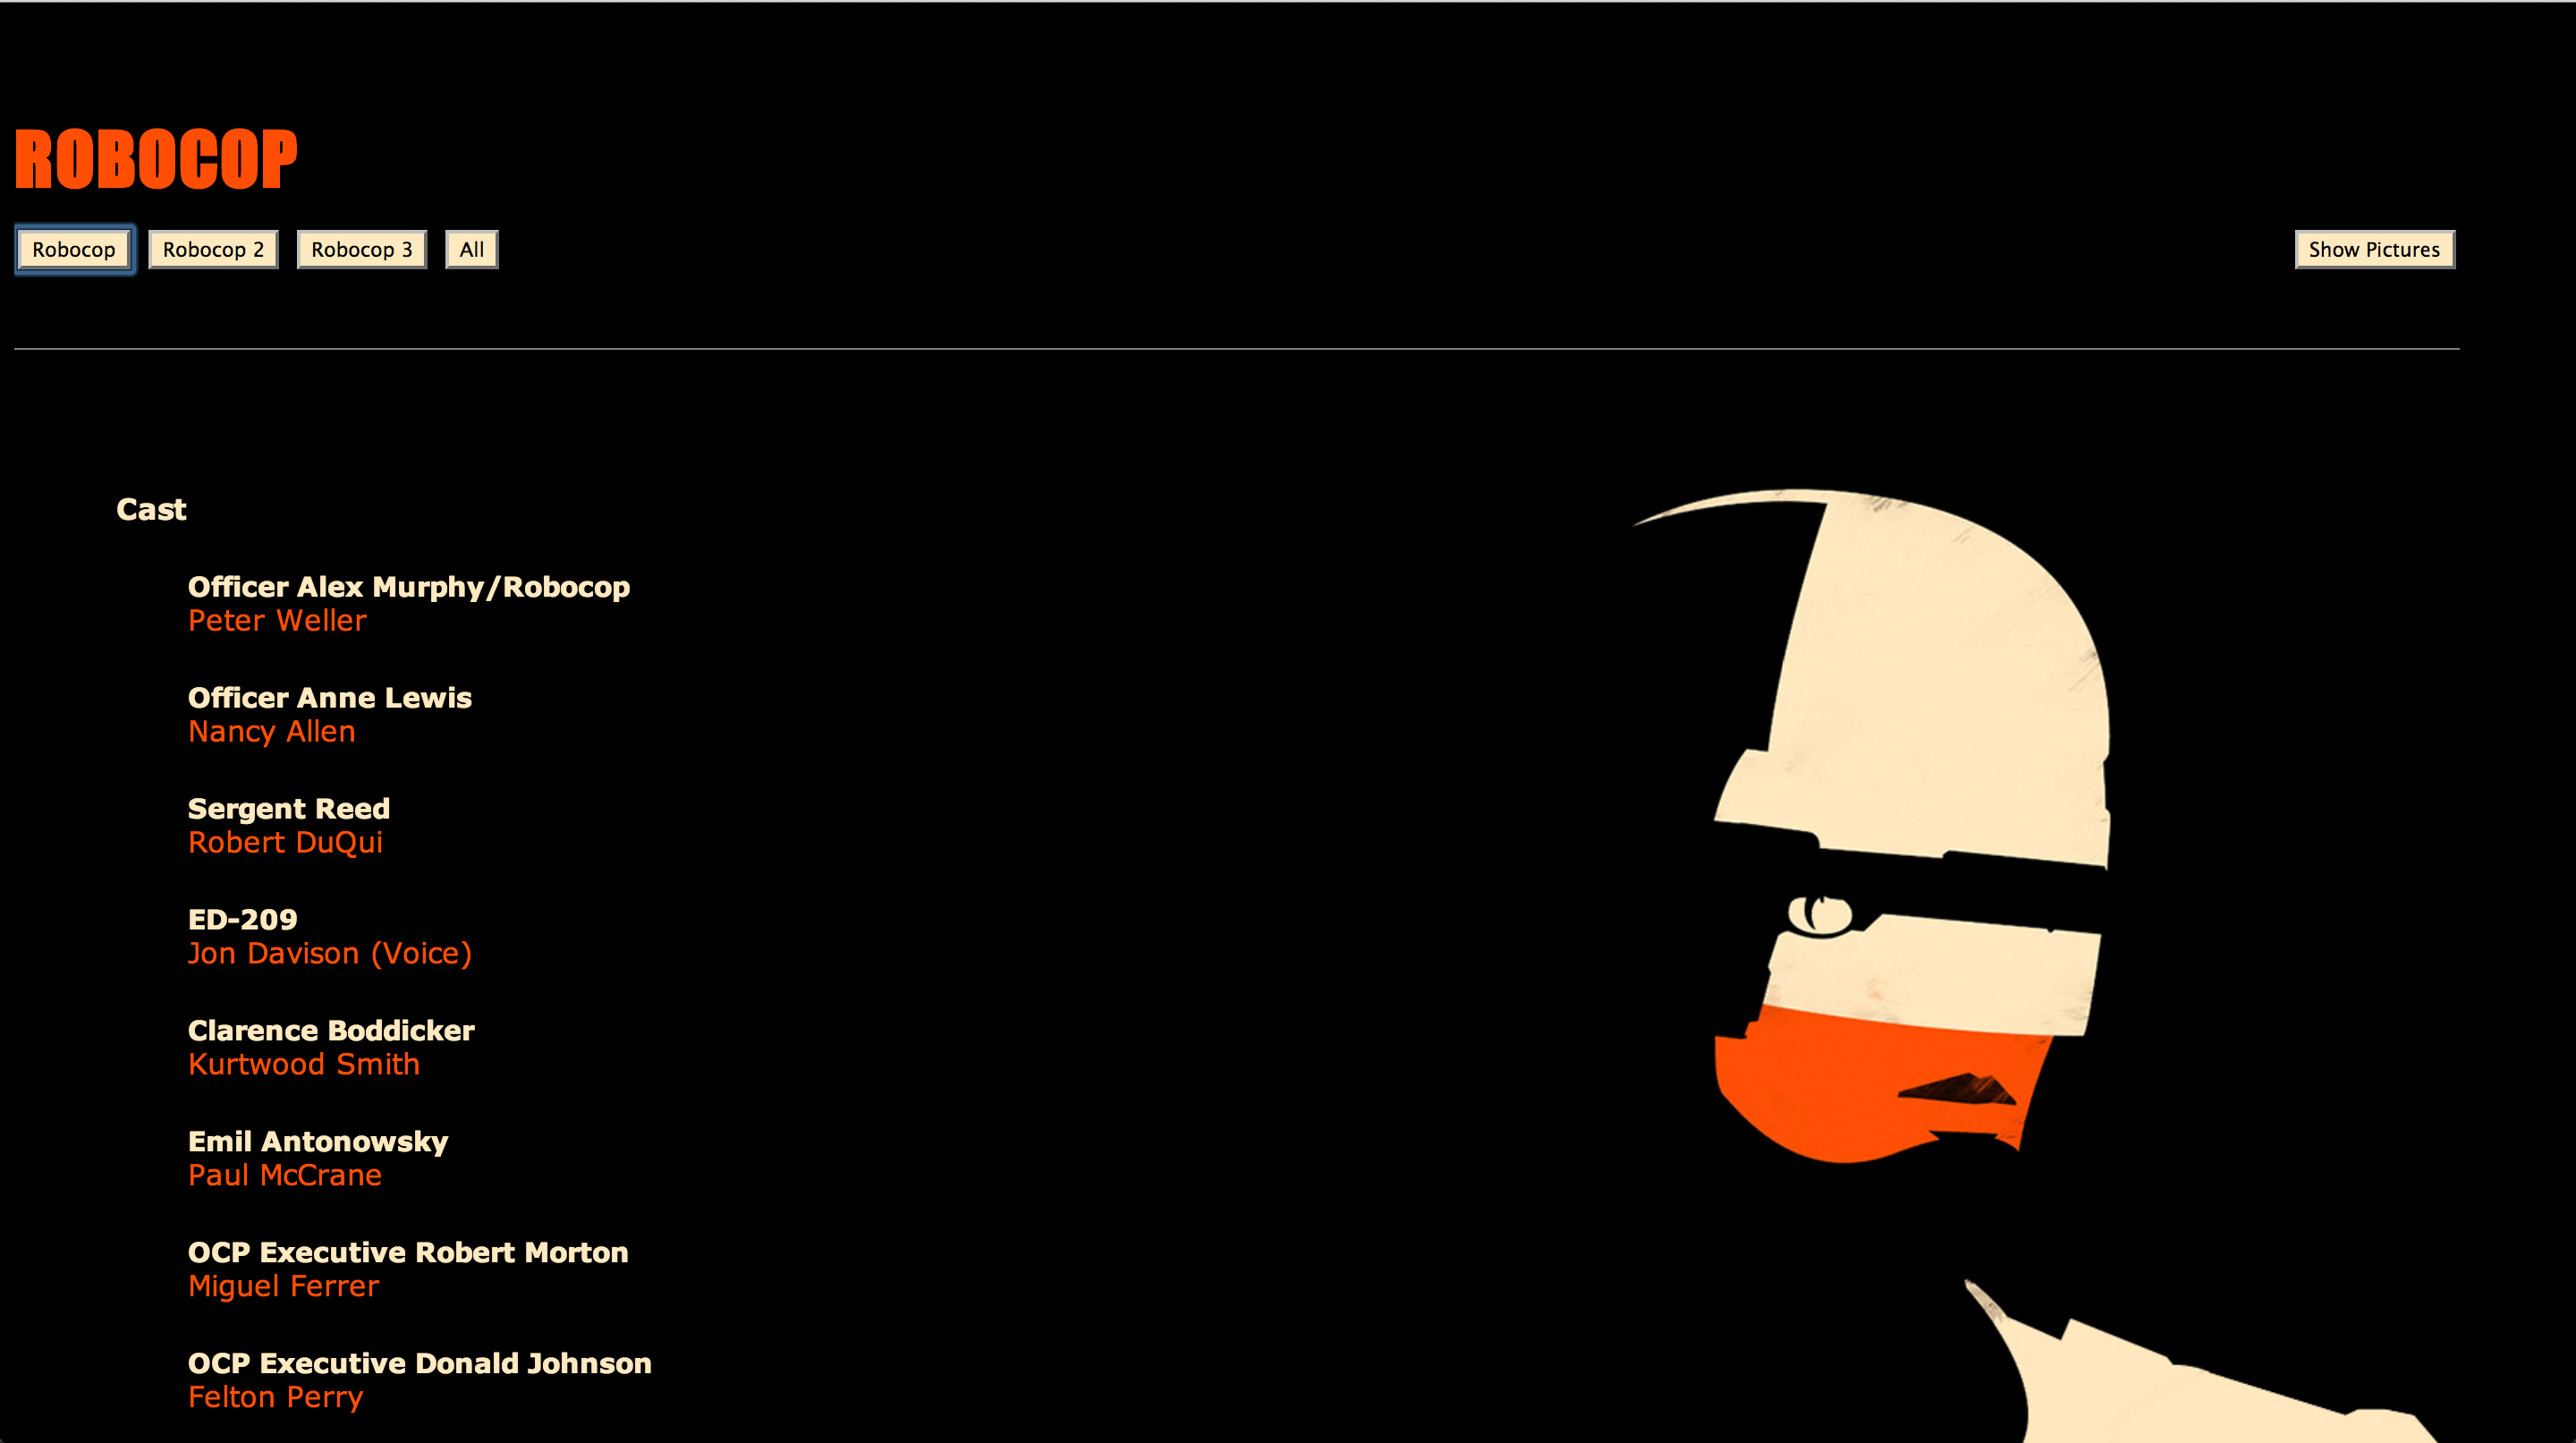 ROBOCOP
Robocop Robocop 2 Robocop 3 All Show Pictures
Cast
Officer Alex Murphy/Robocop
Peter Weller
Officer Anne Lewis
Nancy Allen
Sergent Reed
Robert DuQui
ED-209
Jon Davison (Voice)
Clarence Boddicker
Kurtwood Smith
Emil Antonowsky
Paul McCrane
OCP Executive Robert Morton
Miguel Ferrer
OCP Executive Donald Johnson
Felton Perry